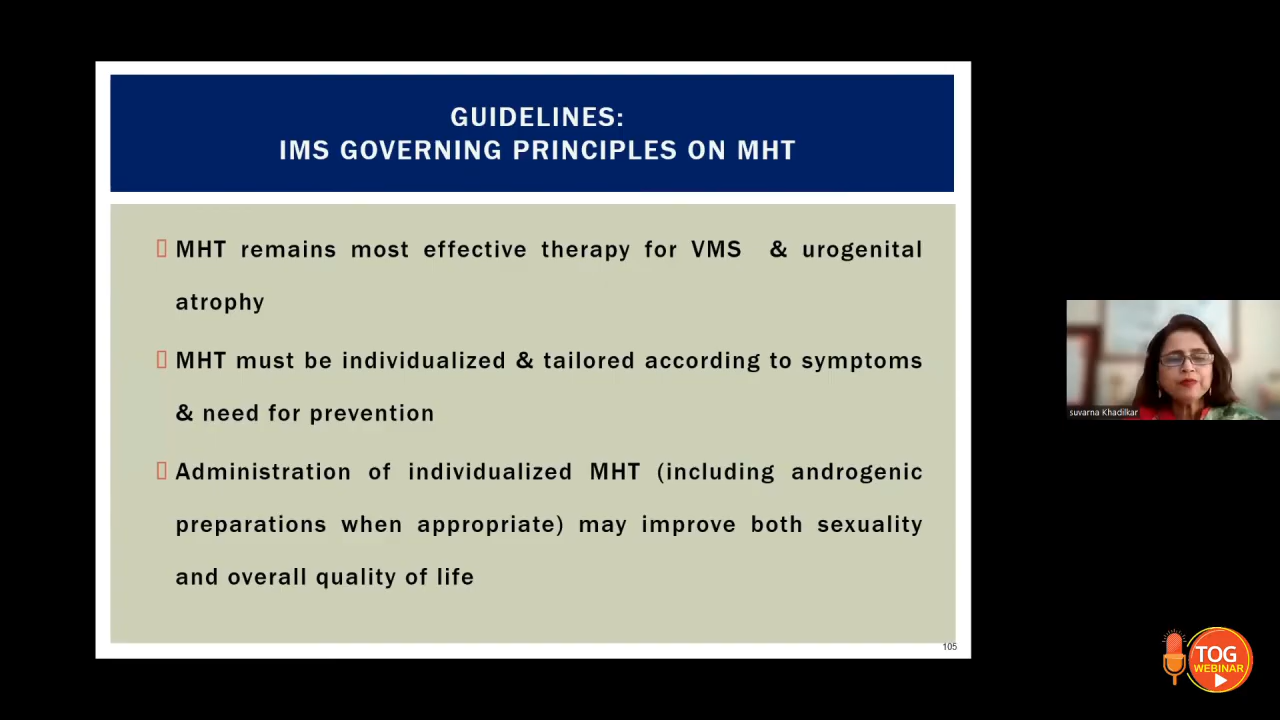 GUIDELINES:
IMS GOVERNING PRINCIPLES ON MHT
MHT remains most effective therapy for VMS & urogenital
atrophy
MHT must be individualized & tailored according to symptoms
& need for prevention
Administration of individualized MHT (including androgenic
preparations when appropriate) may improve both sexuality
and overall quality of life
105
suvarna Khadilkar
TOG
WEBINAR